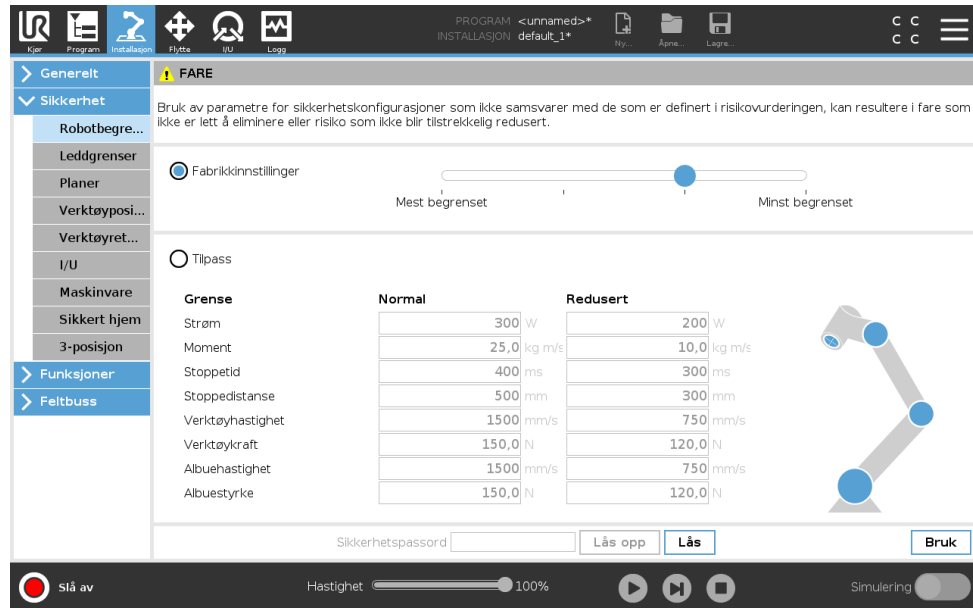 UR
PROGRAM <unnamed>*
INSTALLASJON default_1*
C C
C C
Kjør Program Installasjon Flytte I/U Logg Ny... Åpne... Lagre...
Generelt
Sikkerhet
Robotbegre...
Leddgrenser
Planer
Verktøyposi...
Verktøyret...
I/U
Maskinvare
Sikkert hjem
3-posisjon
Funksjoner
Feltbuss
FARE
Bruk av parametre for sikkerhetskonfigurasjoner som ikke samsvarer med de som er definert i risikovurderingen, kan resultere i fare som
ikke er lett å eliminere eller risiko som ikke blir tilstrekkelig redusert.
Fabrikkinnstillinger
Mest begrenset Minst begrenset
Tilpass
Grense Normal Redusert
Strøm 300 W 200 W
Moment 25,0 kg m/s 10,0 kg m/s
Stoppetid 400 ms 300 ms
Stoppedistanse 500 mm 300 mm
Verktøyhastighet 1500 mm/s 750 mm/s
Verktøykraft 150,0 N 120,0 N
Albuehastighet 1500 mm/s 750 mm/s
Albuestyrke 150,0 N 120,0 N
Sikkerhetspassord Lås opp Lås Bruk
Slå av Hastighet 100% Simulering